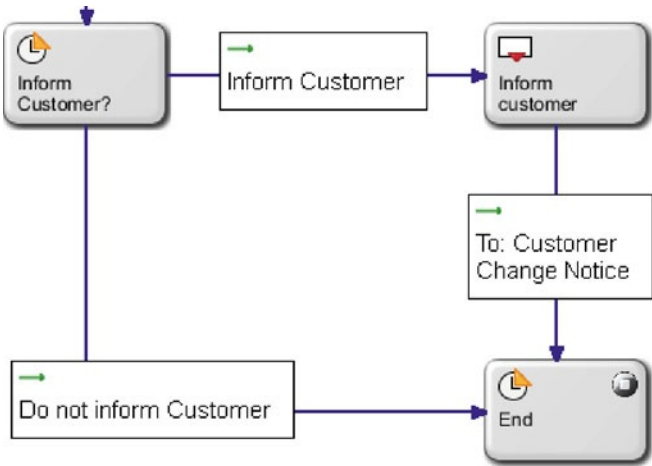 Inform
Customer?
Inform Customer
Inform
customer
To: Customer
Change Notice
Do not inform Customer
End